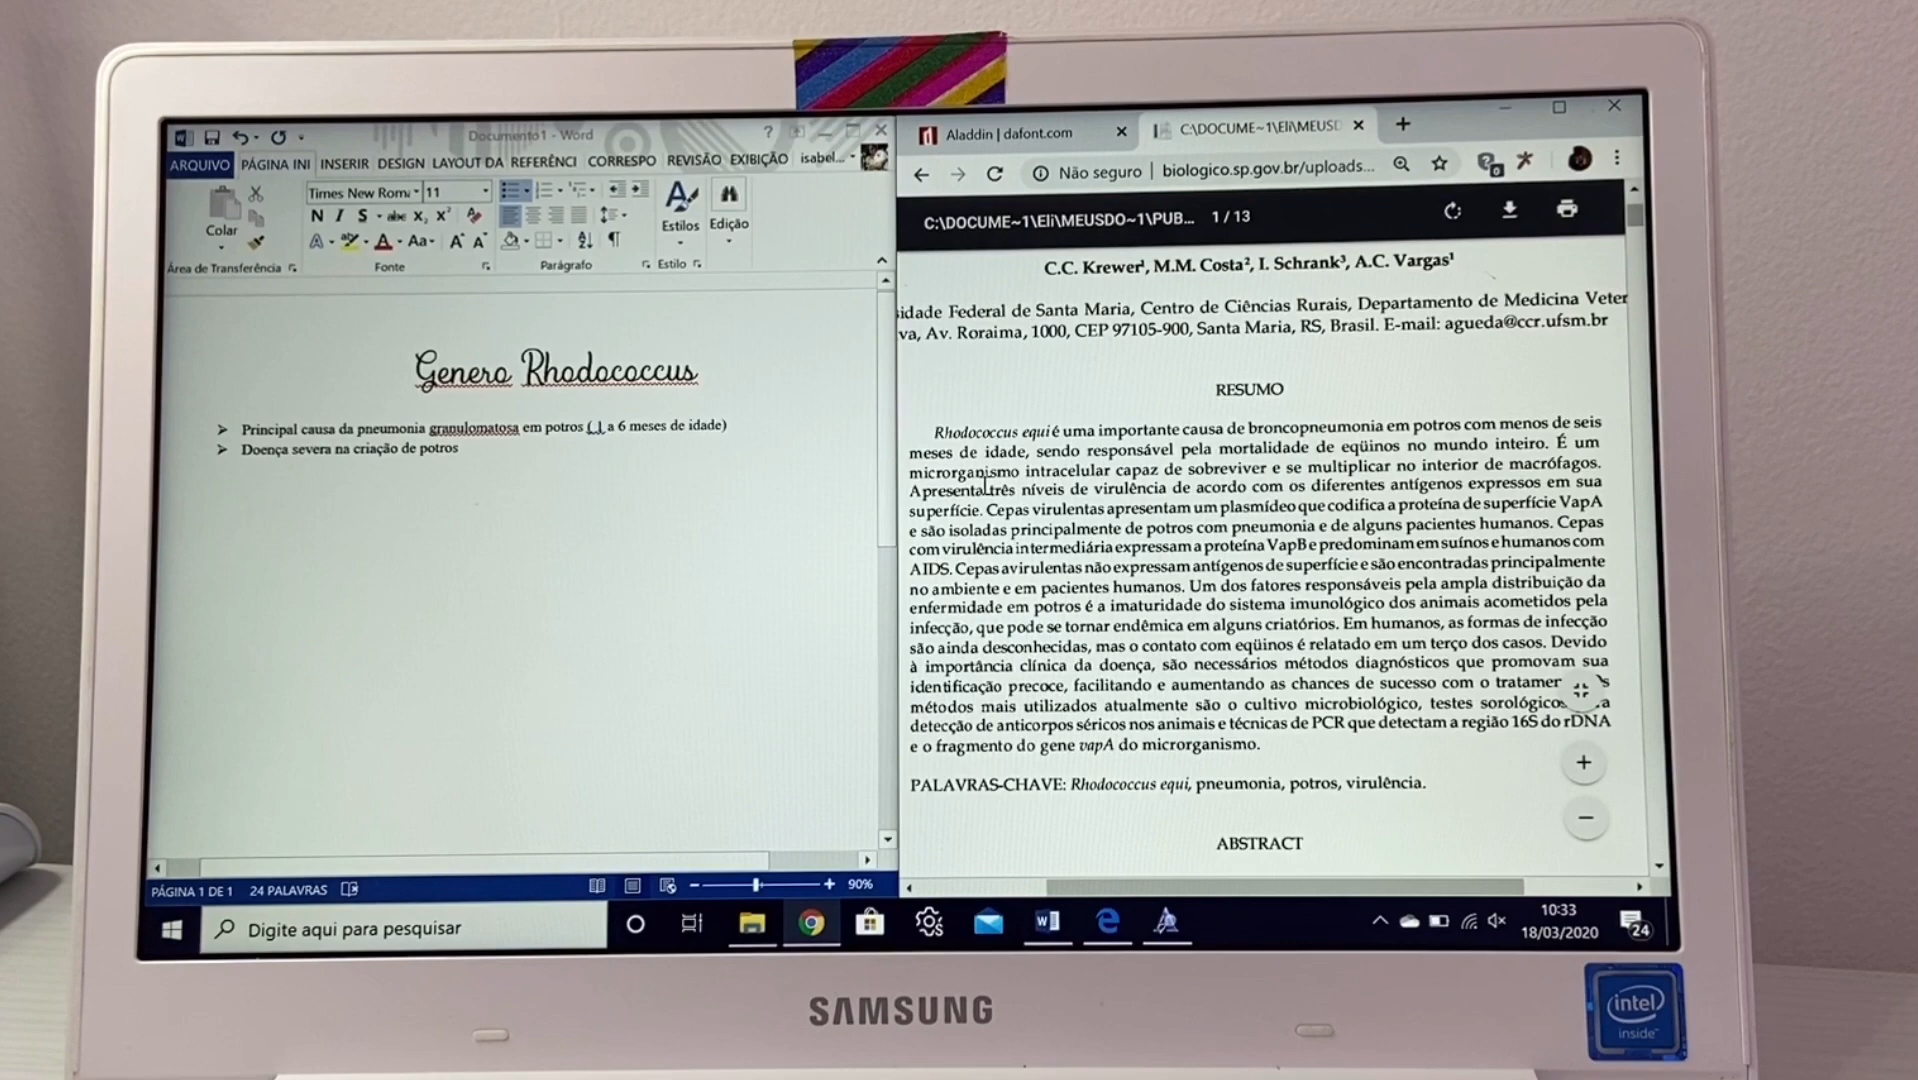 Documento1 - Word
?
ARQUIVO PÁGINA INI INSERIR DESIGN LAYOUT DA REFERÊNCI CORRESPO REVISÃO EXIBIÇÃO isabel...
Times New Roma 11
N I S abc X₂ X²
Colar
Aa A A
Estilos Edição
Área de Transferência Fonte Parágrafo Estilo
Genero Rhodococcus
Principal causa da pneumonia granulomatosa em potros ( 1 a 6 meses de idade)
Doença severa na criação de potros
PÁGINA 1 DE 1 24 PALAVRAS 90%
Aladdin | dafont.com C:\DOCUME~1\Eli\MEUSD
Não seguro | biologico.sp.gov.br/uploads...
C:\DOCUME~1\Eli\MEUSDO~1\PUB... 1 / 13
C.C. Krewer¹, M.M. Costa², I. Schrank³, A.C. Vargas¹
sidade Federal de Santa Maria, Centro de Ciências Rurais, Departamento de Medicina Veter
va, Av. Roraima, 1000, CEP 97105-900, Santa Maria, RS, Brasil. E-mail: agueda@ccr.ufsm.br
RESUMO
Rhodococcus equi é uma importante causa de broncopneumonia em potros com menos de seis
meses de idade, sendo responsável pela mortalidade de eqüinos no mundo inteiro. É um
microrganismo intracelular capaz de sobreviver e se multiplicar no interior de macrófagos.
Apresenta três níveis de virulência de acordo com os diferentes antígenos expressos em sua
superfície. Cepas virulentas apresentam um plasmídeo que codifica a proteína de superfície VapA
e são isoladas principalmente de potros com pneumonia e de alguns pacientes humanos. Cepas
com virulência intermediária expressam a proteína VapB e predominam em suínos e humanos com
AIDS. Cepas avirulentas não expressam antígenos de superfície e são encontradas principalmente
no ambiente e em pacientes humanos. Um dos fatores responsáveis pela ampla distribuição da
enfermidade em potros é a imaturidade do sistema imunológico dos animais acometidos pela
infecção, que pode se tornar endêmica em alguns criatórios. Em humanos, as formas de infecção
são ainda desconhecidas, mas o contato com eqüinos é relatado em um terço dos casos. Devido
à importância clínica da doença, são necessários métodos diagnósticos que promovam sua
identificação precoce, facilitando e aumentando as chances de sucesso com o tratamen s
métodos mais utilizados atualmente são o cultivo microbiológico, testes sorológicos a
detecção de anticorpos séricos nos animais e técnicas de PCR que detectam a região 16S do rDNA
e o fragmento do gene vapA do microrganismo.
PALAVRAS-CHAVE: Rhodococcus equi, pneumonia, potros, virulência.
ABSTRACT
Digite aqui para pesquisar
10:33
18/03/2020
24
SAMSUNG
intel
inside